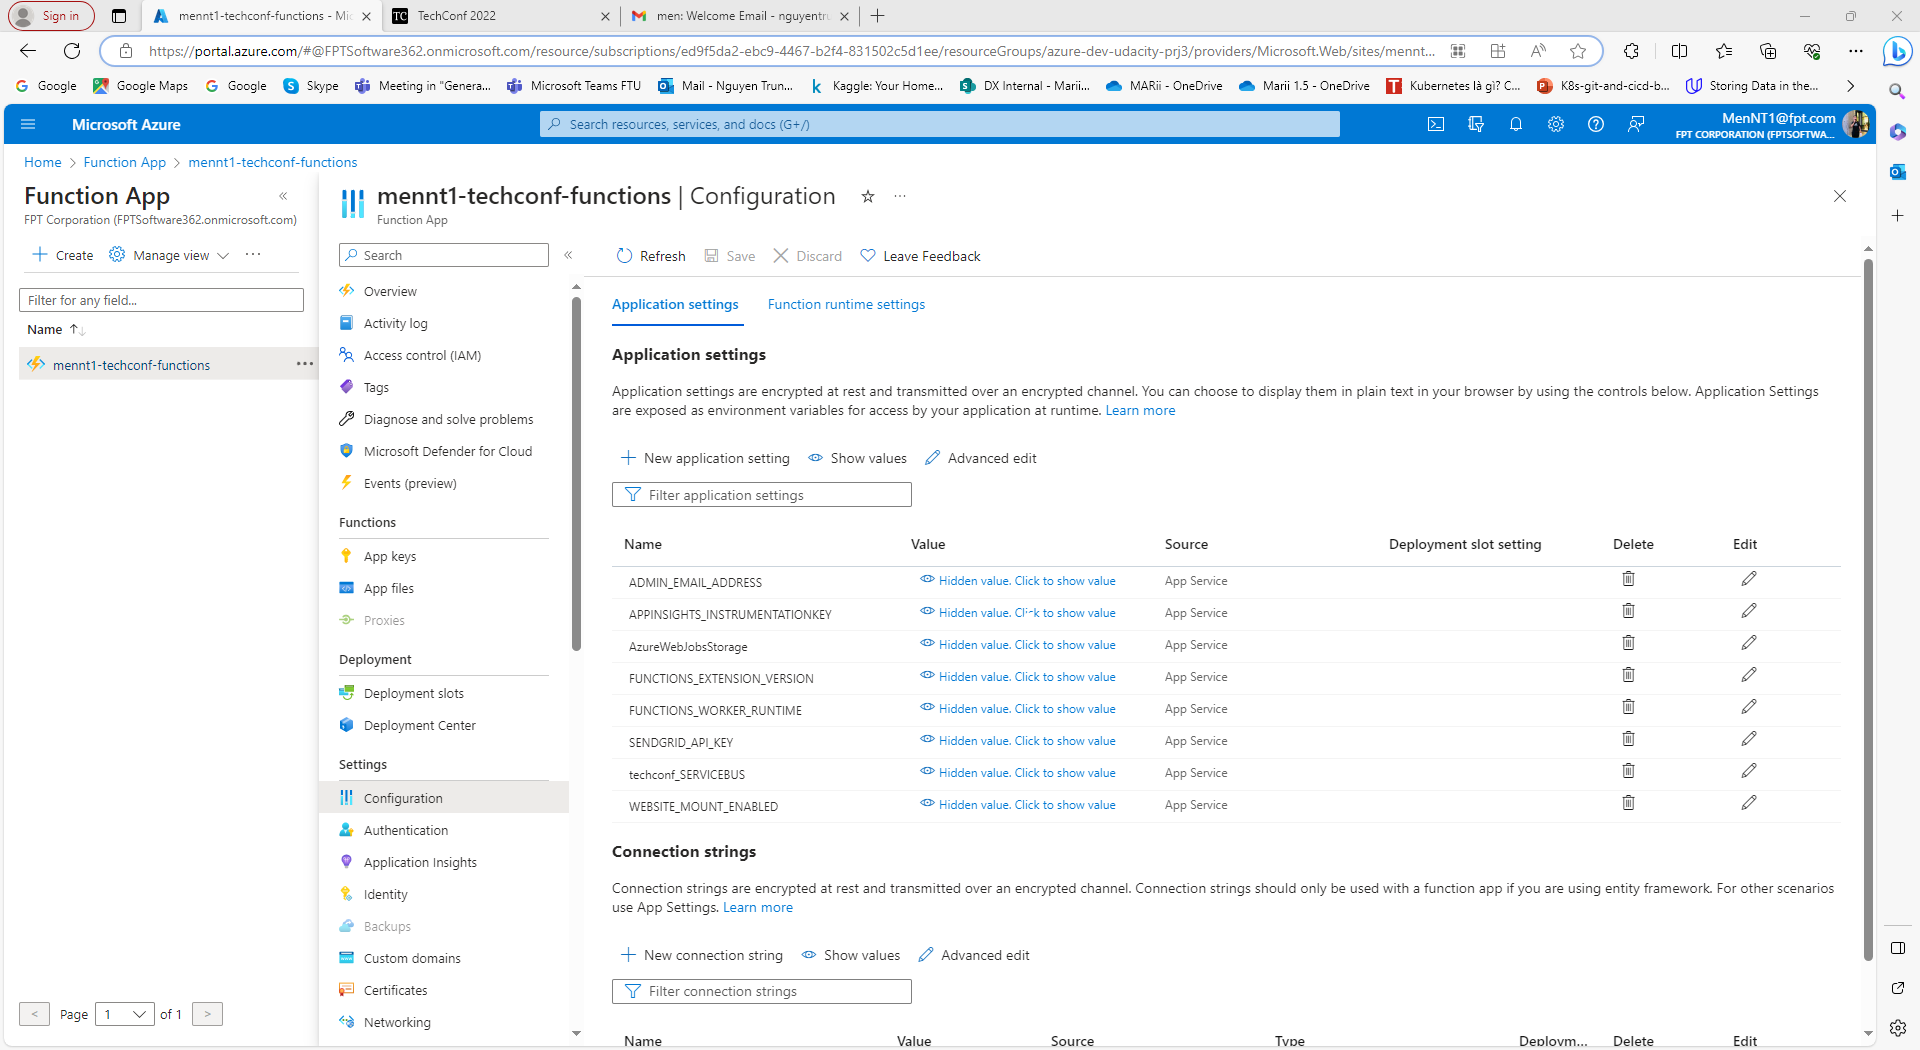 Sign in
mennt1-techconf-functions - Mic
TechConf 2022
men: Welcome Email - nguyentru
https://portal.azure.com/#@FPTSoftware362.onmicrosoft.com/resource/subscriptions/ed9f5da2-ebc9-4467-b2f4-831502c5d1ee/resourceGroups/azure-dev-udacity-prj3/providers/Microsoft.Web/sites/mennt...
Google
Google Maps
Google
Skype
Meeting in "Genera...
Microsoft Teams FTU
Mail - Nguyen Trun...
Kaggle: Your Home...
DX Internal - Marii...
MARii - OneDrive
Marii 1.5 - OneDrive
Kubernetes là gì? C...
K8s-git-and-cicd-b...
Storing Data in the...
Microsoft Azure
Search resources, services, and docs (G+/)
MenNT1@fpt.com
FPT CORPORATION (FPTSOFTWA...
Home > Function App > mennt1-techconf-functions
Function App
FPT Corporation (FPTSoftware362.onmicrosoft.com)
Create
Manage view
Filter for any field...
Name
mennt1-techconf-functions
Page 1 of 1
mennt1-techconf-functions | Configuration
Function App
Search
Overview
Activity log
Access control (IAM)
Tags
Diagnose and solve problems
Microsoft Defender for Cloud
Events (preview)
Functions
App keys
App files
Proxies
Deployment
Deployment slots
Deployment Center
Settings
Configuration
Authentication
Application Insights
Identity
Backups
Custom domains
Certificates
Networking
Refresh
Save
Discard
Leave Feedback
Application settings
Function runtime settings
Application settings
Application settings are encrypted at rest and transmitted over an encrypted channel. You can choose to display them in plain text in your browser by using the controls below. Application Settings
are exposed as environment variables for access by your application at runtime. Learn more
New application setting
Show values
Advanced edit
Filter application settings
Name Value Source Deployment slot setting Delete Edit
ADMIN_EMAIL_ADDRESS Hidden value. Click to show value App Service
APPINSIGHTS_INSTRUMENTATIONKEY Hidden value. Click to show value App Service
AzureWebJobsStorage Hidden value. Click to show value App Service
FUNCTIONS_EXTENSION_VERSION Hidden value. Click to show value App Service
FUNCTIONS_WORKER_RUNTIME Hidden value. Click to show value App Service
SENDGRID_API_KEY Hidden value. Click to show value App Service
techconf_SERVICEBUS Hidden value. Click to show value App Service
WEBSITE_MOUNT_ENABLED Hidden value. Click to show value App Service
Connection strings
Connection strings are encrypted at rest and transmitted over an encrypted channel. Connection strings should only be used with a function app if you are using entity framework. For other scenarios
use App Settings. Learn more
New connection string
Show values
Advanced edit
Filter connection strings
Name Value Source Type Deploym... Delete Edit